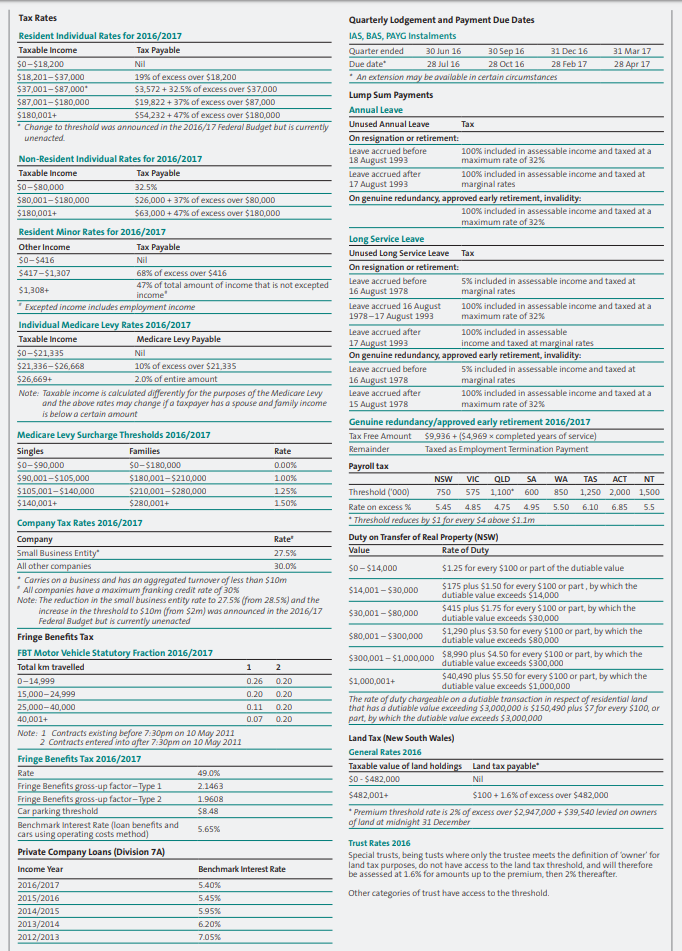 Tax Rates
Resident Individual Rates for 2016/2017
Taxable Income Tax Payable
$0–$18,200 Nil
$18,201–$37,000 19% of excess over $18,200
$37,001–$87,000* $3,572 + 32.5% of excess over $37,000
$87,001–$180,000 $19,822 + 37% of excess over $87,000
$180,001+ $54,232 + 47% of excess over $180,000
* Change to threshold was announced in the 2016/17 Federal Budget but is currently
unenacted.
Non-Resident Individual Rates for 2016/2017
Taxable Income Tax Payable
$0–$80,000 32.5%
$80,001–$180,000 $26,000 + 37% of excess over $80,000
$180,001+ $63,000 + 47% of excess over $180,000
Resident Minor Rates for 2016/2017
Other Income Tax Payable
$0–$416 Nil
$417–$1,307 68% of excess over $416
$1,308+ 47% of total amount of income that is not excepted
income#
# Excepted income includes employment income
Individual Medicare Levy Rates 2016/2017
Taxable Income Medicare Levy Payable
$0–$21,335 Nil
$21,336–$26,668 10% of excess over $21,335
$26,669+ 2.0% of entire amount
Note: Taxable income is calculated differently for the purposes of the Medicare Levy
and the above rates may change if a taxpayer has a spouse and family income
is below a certain amount
Medicare Levy Surcharge Thresholds 2016/2017
Singles Families Rate
$0–$90,000 $0–$180,000 0.00%
$90,001–$105,000 $180,001–$210,000 1.00%
$105,001–$140,000 $210,001–$280,000 1.25%
$140,001+ $280,001+ 1.50%
Company Tax Rates 2016/2017
Company Rate#
Small Business Entity* 27.5%
All other companies 30.0%
* Carries on a business and has an aggregated turnover of less than $10m
# All companies have a maximum franking credit rate of 30%
Note: The reduction in the small business entity rate to 27.5% (from 28.5%) and the
increase in the threshold to $10m (from $2m) was announced in the 2016/17
Federal Budget but is currently unenacted
Fringe Benefits Tax
FBT Motor Vehicle Statutory Fraction 2016/2017
Total km travelled 1 2
0–14,999 0.26 0.20
15,000–24,999 0.20 0.20
25,000–40,000 0.11 0.20
40,001+ 0.07 0.20
Note: 1 Contracts existing before 7:30pm on 10 May 2011
2 Contracts entered into after 7:30pm on 10 May 2011
Fringe Benefits Tax 2016/2017
Rate 49.0%
Fringe Benefits gross-up factor–Type 1 2.1463
Fringe Benefits gross-up factor–Type 2 1.9608
Car parking threshold $8.48
Benchmark Interest Rate (loan benefits and
cars using operating costs method) 5.65%
Private Company Loans (Division 7A)
Income Year Benchmark Interest Rate
2016/2017 5.40%
2015/2016 5.45%
2014/2015 5.95%
2013/2014 6.20%
2012/2013 7.05%
Quarterly Lodgement and Payment Due Dates
IAS, BAS, PAYG Instalments
Quarter ended 30 Jun 16 30 Sep 16 31 Dec 16 31 Mar 17
Due date* 28 Jul 16 28 Oct 16 28 Feb 17 28 Apr 17
* An extension may be available in certain circumstances
Lump Sum Payments
Annual Leave
Unused Annual Leave Tax
On resignation or retirement:
Leave accrued before 100% included in assessable income and taxed at a
18 August 1993 maximum rate of 32%
Leave accrued after 100% included in assessable income and taxed at
17 August 1993 marginal rates
On genuine redundancy, approved early retirement, invalidity:
100% included in assessable income and taxed at a
maximum rate of 32%
Long Service Leave
Unused Long Service Leave Tax
On resignation or retirement:
Leave accrued before 5% included in assessable income and taxed at
16 August 1978 marginal rates
Leave accrued 16 August 100% included in assessable income and taxed at a
1978–17 August 1993 maximum rate of 32%
Leave accrued after 100% included in assessable
17 August 1993 income and taxed at marginal rates
On genuine redundancy, approved early retirement, invalidity:
Leave accrued before 5% included in assessable income and taxed at
16 August 1978 marginal rates
Leave accrued after 100% included in assessable income and taxed at a
15 August 1978 maximum rate of 32%
Genuine redundancy/approved early retirement 2016/2017
Tax Free Amount $9,936 + ($4,969 × completed years of service)
Remainder Taxed as Employment Termination Payment
Payroll tax
NSW VIC QLD SA WA TAS ACT NT
Threshold ('000) 750 575 1,100* 600 850 1,250 2,000 1,500
Rate on excess % 5.45 4.85 4.75 4.95 5.50 6.10 6.85 5.5
* Threshold reduces by $1 for every $4 above $1.1m
Duty on Transfer of Real Property (NSW)
Value Rate of Duty
$0–$14,000 $1.25 for every $100 or part of the dutiable value
$14,001–$30,000 $175 plus $1.50 for every $100 or part , by which the
dutiable value exceeds $14,000
$30,001–$80,000 $415 plus $1.75 for every $100 or part, by which the
dutiable value exceeds $30,000
$80,001–$300,000 $1,290 plus $3.50 for every $100 or part, by which the
dutiable value exceeds $80,000
$300,001–$1,000,000 $8,990 plus $4.50 for every $100 or part, by which the
dutiable value exceeds $300,000
$1,000,001+ $40,490 plus $5.50 for every $100 or part, by which the
dutiable value exceeds $1,000,000
The rate of duty chargeable on a dutiable transaction in respect of residential land
that has a dutiable value exceeding $3,000,000 is $150,490 plus $7 for every $100, or
part, by which the dutiable value exceeds $3,000,000
Land Tax (New South Wales)
General Rates 2016
Taxable value of land holdings Land tax payable*
$0 - $482,000 Nil
$482,001+ $100 + 1.6% of excess over $482,000
* Premium threshold rate is 2% of excess over $2,947,000 + $39,540 levied on owners
of land at midnight 31 December
Trust Rates 2016
Special trusts, being tusts where only the trustee meets the definition of 'owner' for
land tax purposes, do not have access to the land tax threshold, and will therefore
be assessed at 1.6% for amounts up to the premium, then 2% thereafter.
Other categories of trust have access to the threshold.